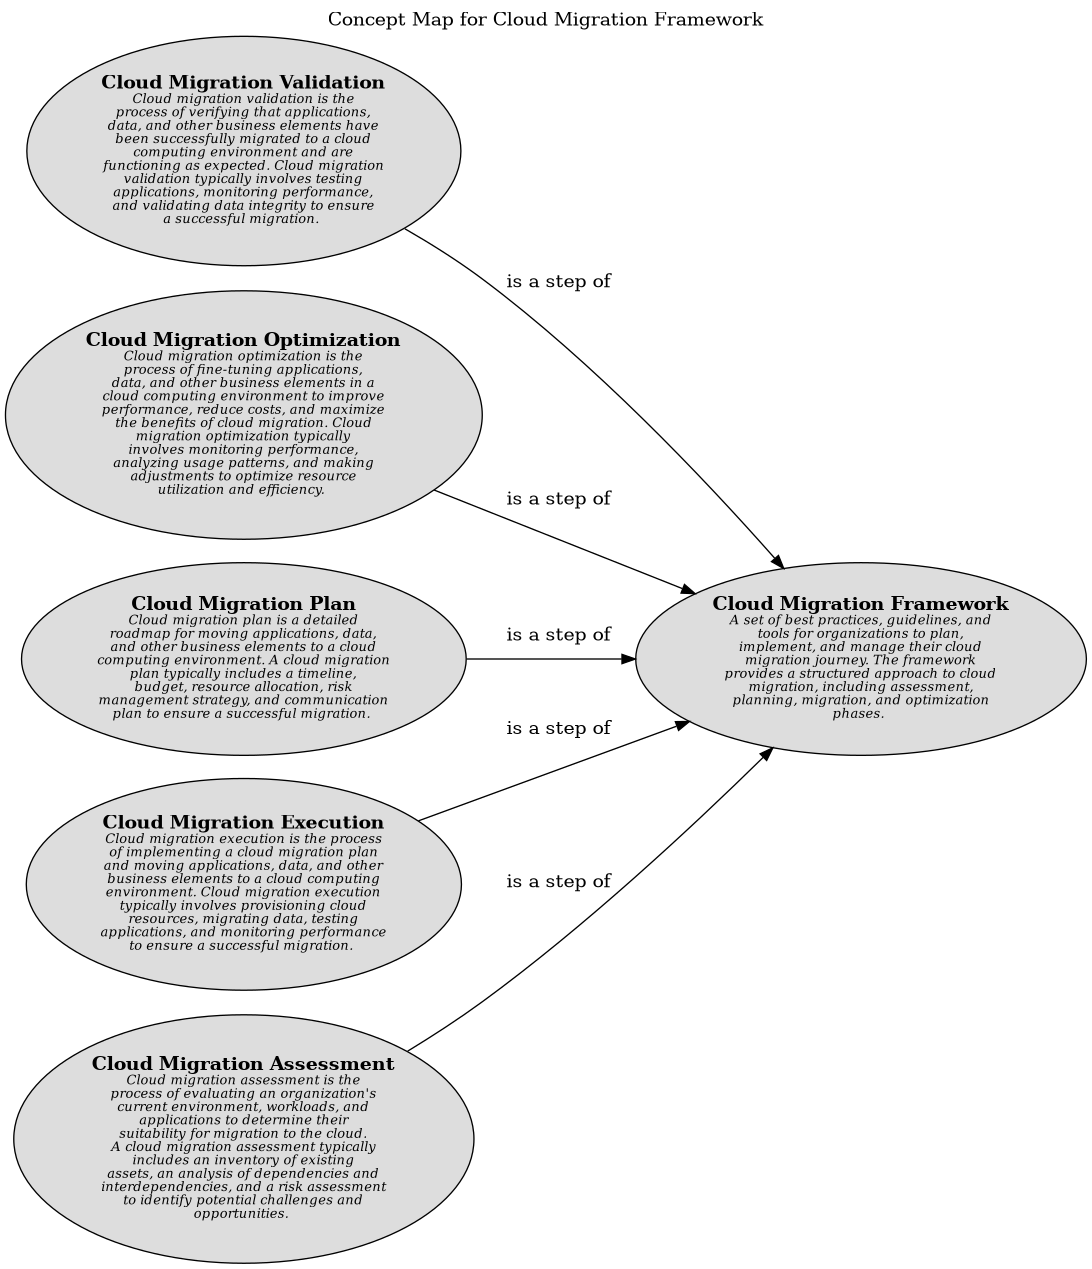 Concept Map for Cloud Migration Framework
Cloud Migration Validation
Cloud migration validation is the
process of verifying that applications,
data, and other business elements have
been successfully migrated to a cloud
computing environment and are
functioning as expected. Cloud migration
validation typically involves testing
applications, monitoring performance,
and validating data integrity to ensure
a successful migration.
is a step of
Cloud Migration Optimization
Cloud migration optimization is the
process of fine-tuning applications,
data, and other business elements in a
cloud computing environment to improve
performance, reduce costs, and maximize
the benefits of cloud migration. Cloud
migration optimization typically
involves monitoring performance,
analyzing usage patterns, and making
adjustments to optimize resource
utilization and efficiency.
is a step of
Cloud Migration Plan
Cloud migration plan is a detailed
roadmap for moving applications, data,
and other business elements to a cloud
computing environment. A cloud migration
plan typically includes a timeline,
budget, resource allocation, risk
management strategy, and communication
plan to ensure a successful migration.
is a step of
Cloud Migration Framework
A set of best practices, guidelines, and
tools for organizations to plan,
implement, and manage their cloud
migration journey. The framework
provides a structured approach to cloud
migration, including assessment,
planning, migration, and optimization
phases.
is a step of
Cloud Migration Execution
Cloud migration execution is the process
of implementing a cloud migration plan
and moving applications, data, and other
business elements to a cloud computing
environment. Cloud migration execution
typically involves provisioning cloud
resources, migrating data, testing
applications, and monitoring performance
to ensure a successful migration.
is a step of
Cloud Migration Assessment
Cloud migration assessment is the
process of evaluating an organization's
current environment, workloads, and
applications to determine their
suitability for migration to the cloud.
A cloud migration assessment typically
includes an inventory of existing
assets, an analysis of dependencies and
interdependencies, and a risk assessment
to identify potential challenges and
opportunities.